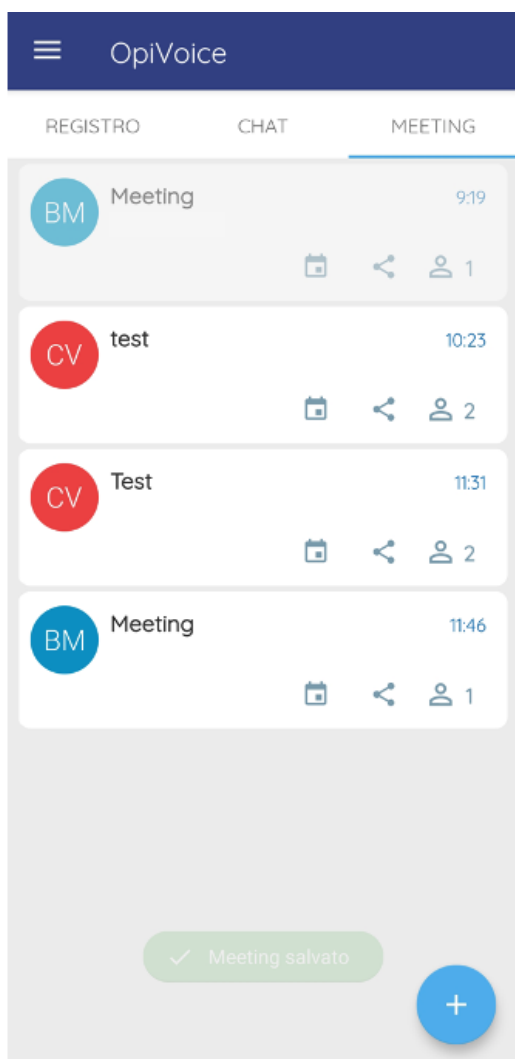 OpiVoice
REGISTRO CHAT MEETING
BM Meeting 9:19
1
CV test 10:23
2
CV Test 11:31
2
BM Meeting 11:46
1
Meeting salvato
+